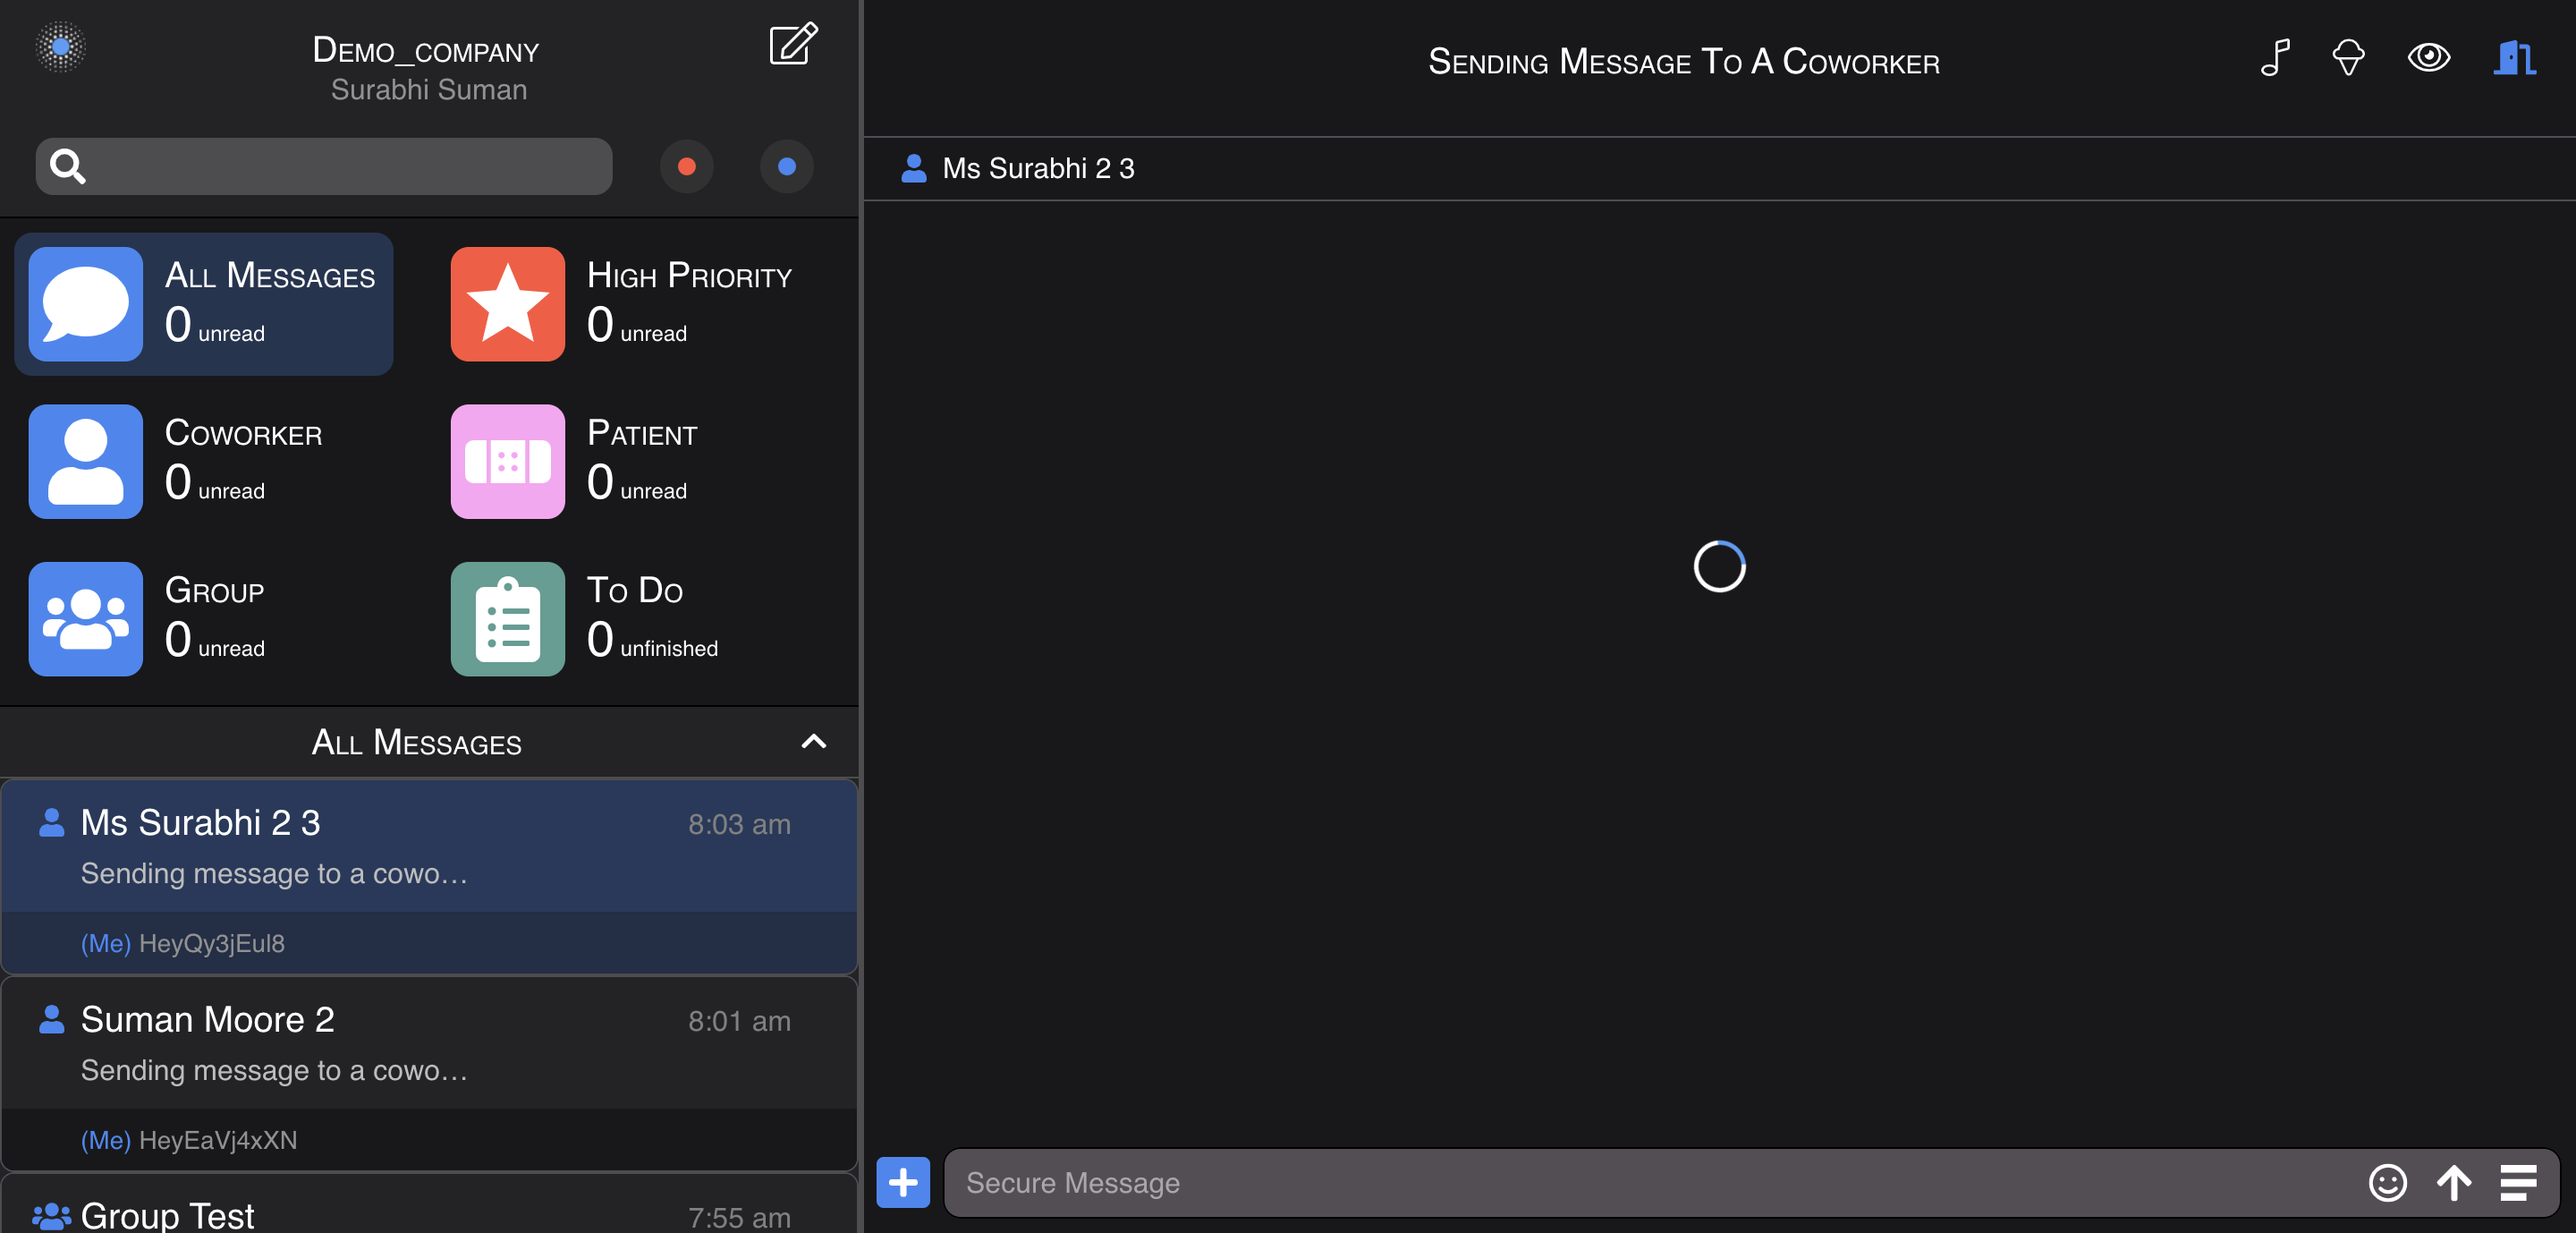 Demo_company
Surabhi Suman
All Messages
0 unread
High Priority
0 unread
Coworker
0 unread
Patient
0 unread
Group
0 unread
To Do
0 unfinished
All Messages
Ms Surabhi 2 3
8:03 am
Sending message to a cowo…
(Me) HeyQy3jEul8
Suman Moore 2
8:01 am
Sending message to a cowo…
(Me) HeyEaVj4xXN
Group Test
7:55 am
Sending Message To A Coworker
Ms Surabhi 2 3
Secure Message